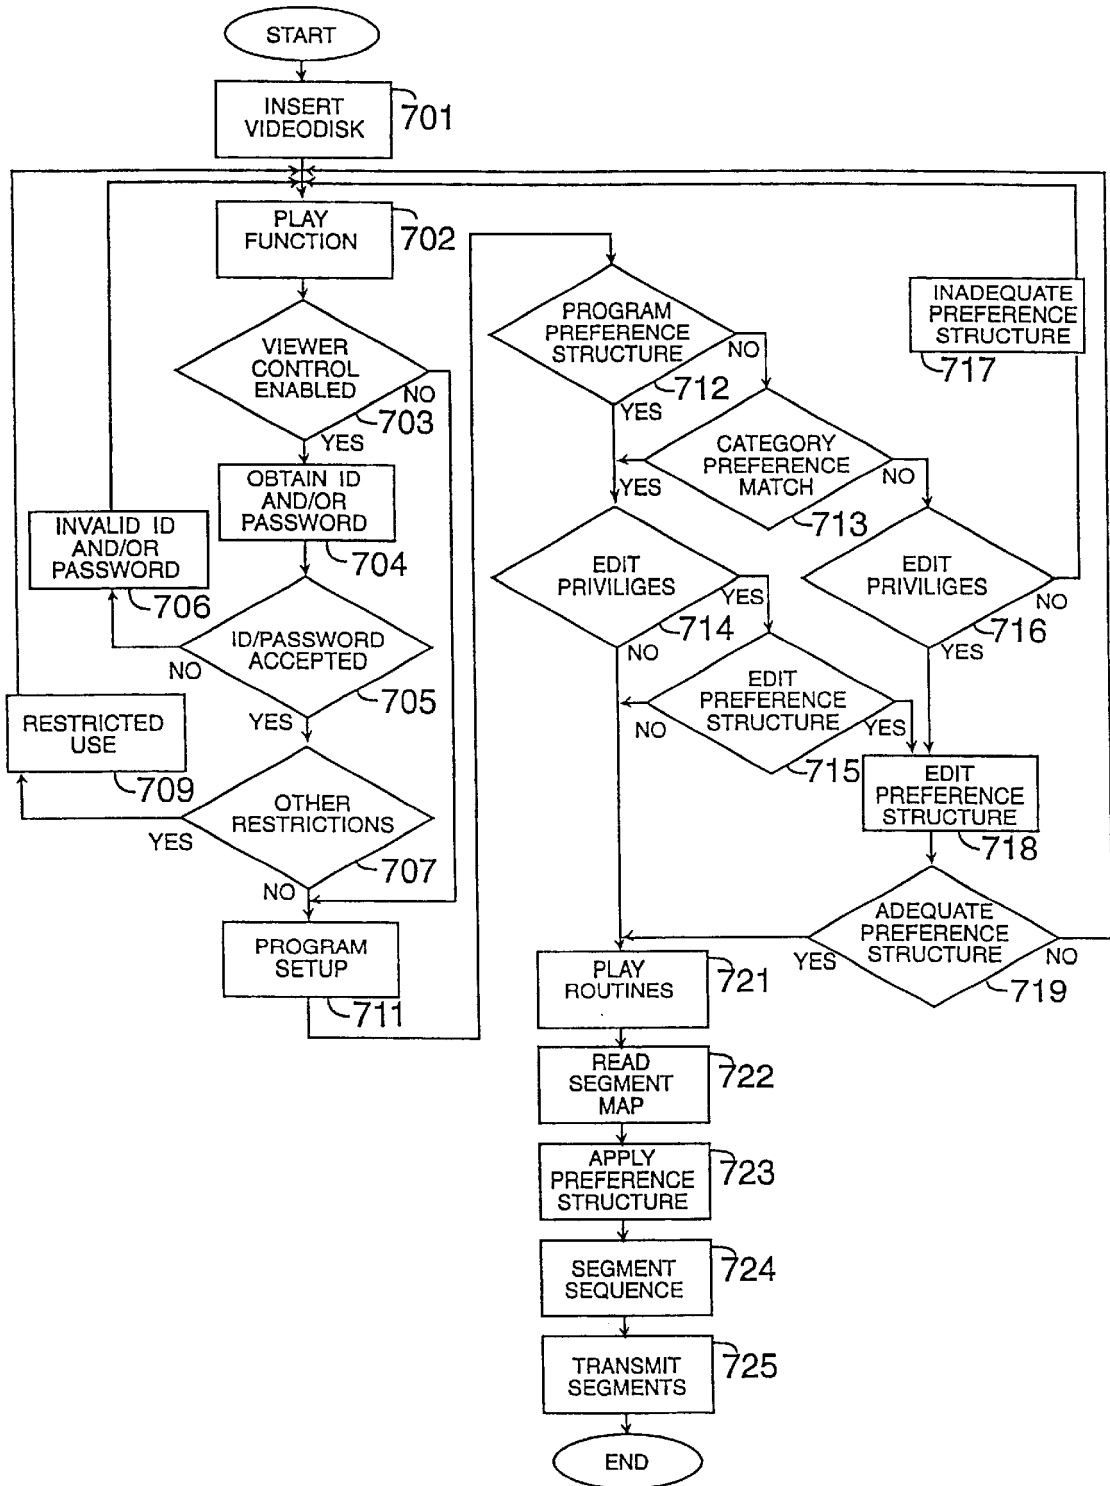 START
INSERT
VIDEODISK
701
PLAY
FUNCTION
702
VIEWER
CONTROL
ENABLED
NO
703
YES
OBTAIN ID
AND/OR
PASSWORD
704
INVALID ID
AND/OR
PASSWORD
706
ID/PASSWORD
ACCEPTED
NO
705
YES
RESTRICTED
USE
709
OTHER
RESTRICTIONS
YES
707
NO
PROGRAM
SETUP
711
PROGRAM
PREFERENCE
STRUCTURE
NO
712
YES
CATEGORY
PREFERENCE
MATCH
NO
YES
713
INADEQUATE
PREFERENCE
STRUCTURE
717
EDIT
PRIVILIGES
YES
714
NO
EDIT
PRIVILIGES
NO
716
YES
EDIT
PREFERENCE
STRUCTURE
NO
YES
715
EDIT
PREFERENCE
STRUCTURE
718
ADEQUATE
PREFERENCE
STRUCTURE
YES
NO
719
PLAY
ROUTINES
721
READ
SEGMENT
MAP
722
APPLY
PREFERENCE
STRUCTURE
723
SEGMENT
SEQUENCE
724
TRANSMIT
SEGMENTS
725
END